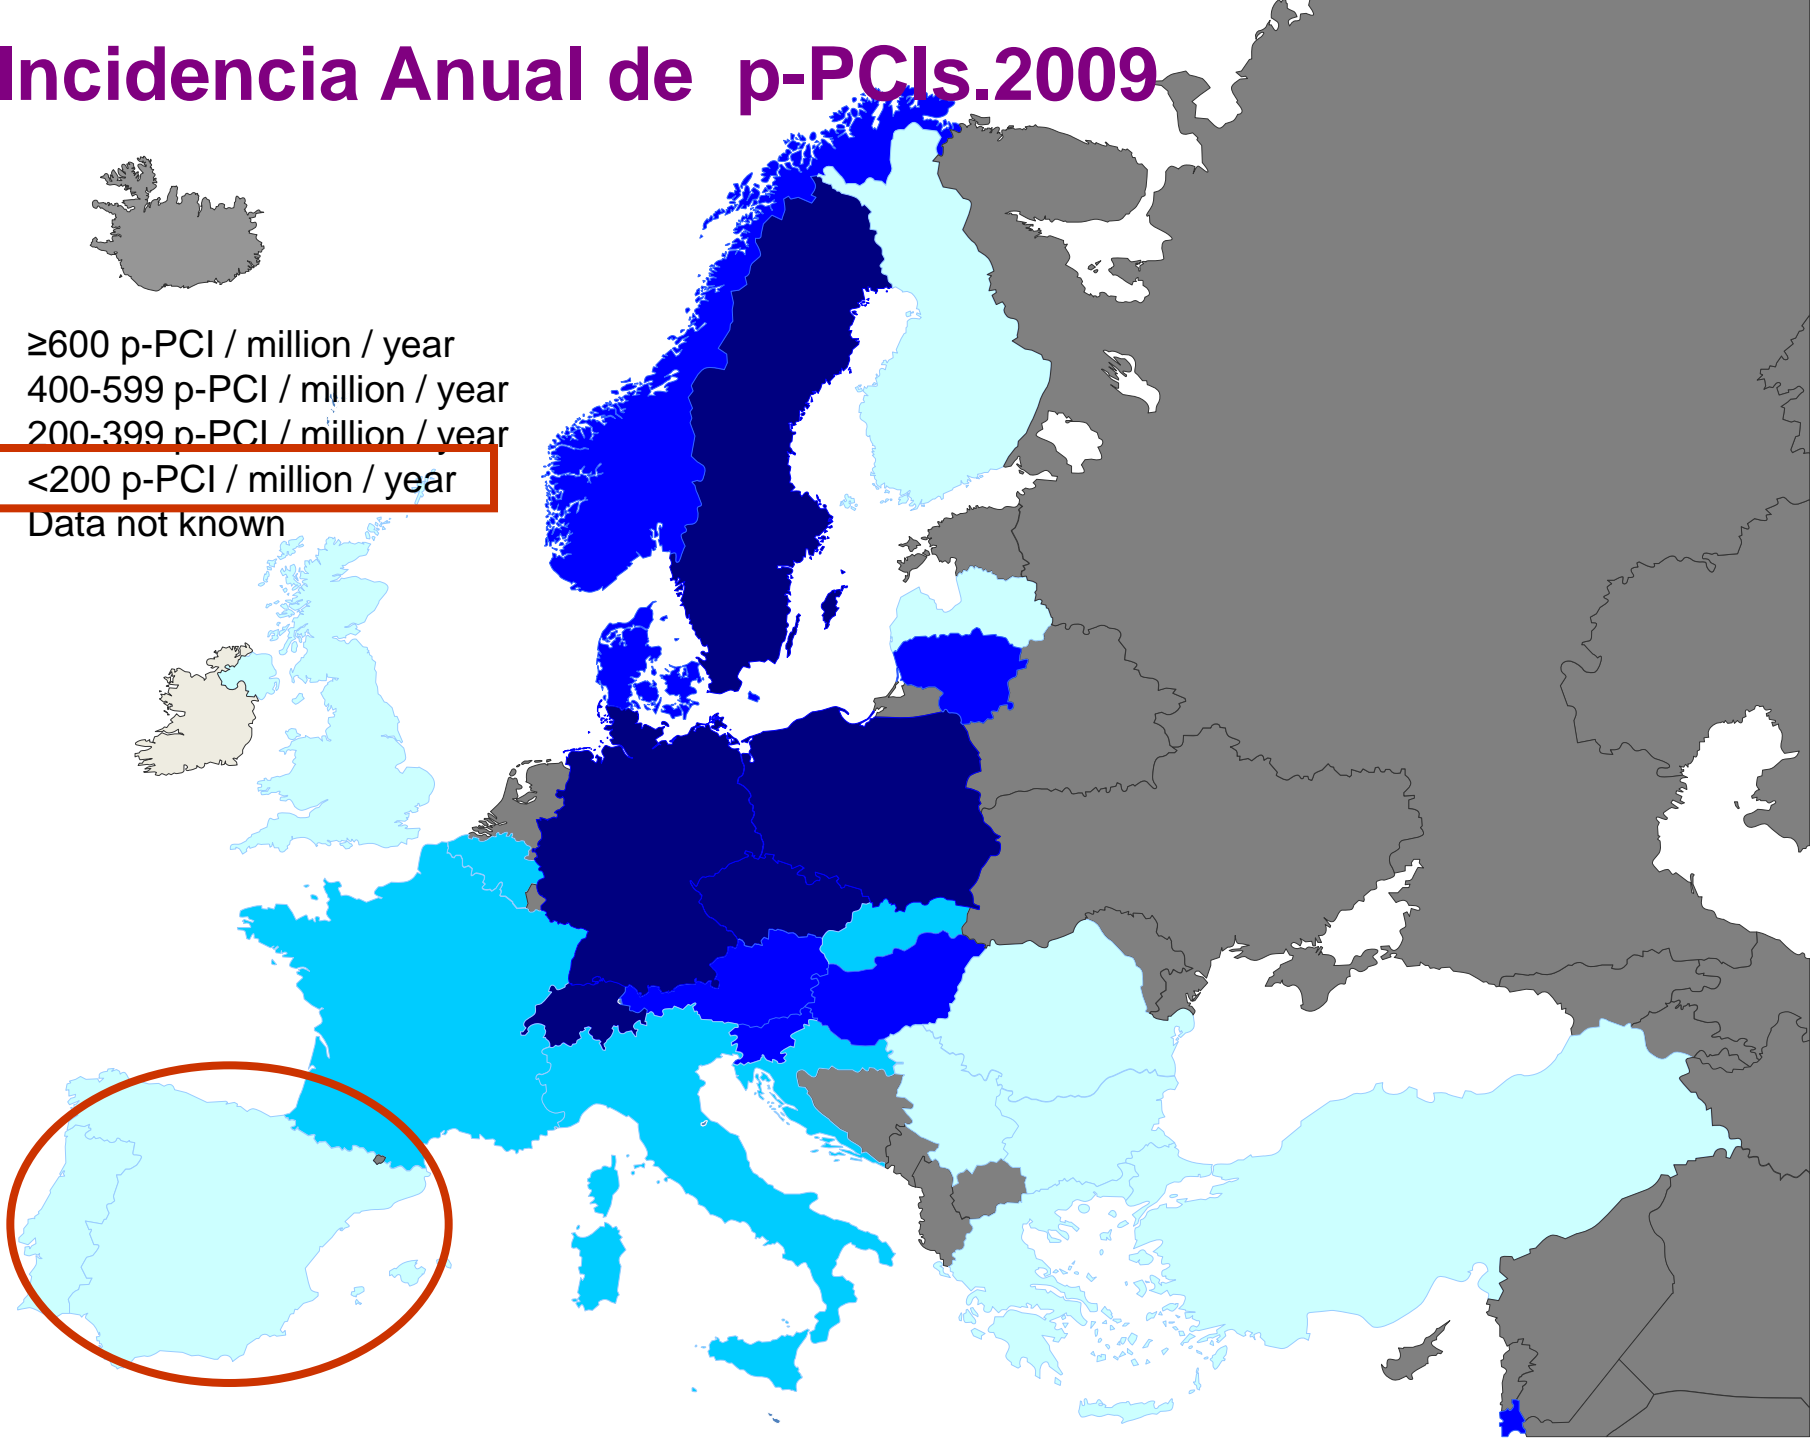 Incidencia Anual de p-PCIs.2009
≥600 p-PCI / million / year
400-599 p-PCI / million / year
200-399 p-PCI / million / year
<200 p-PCI / million / year
Data not known